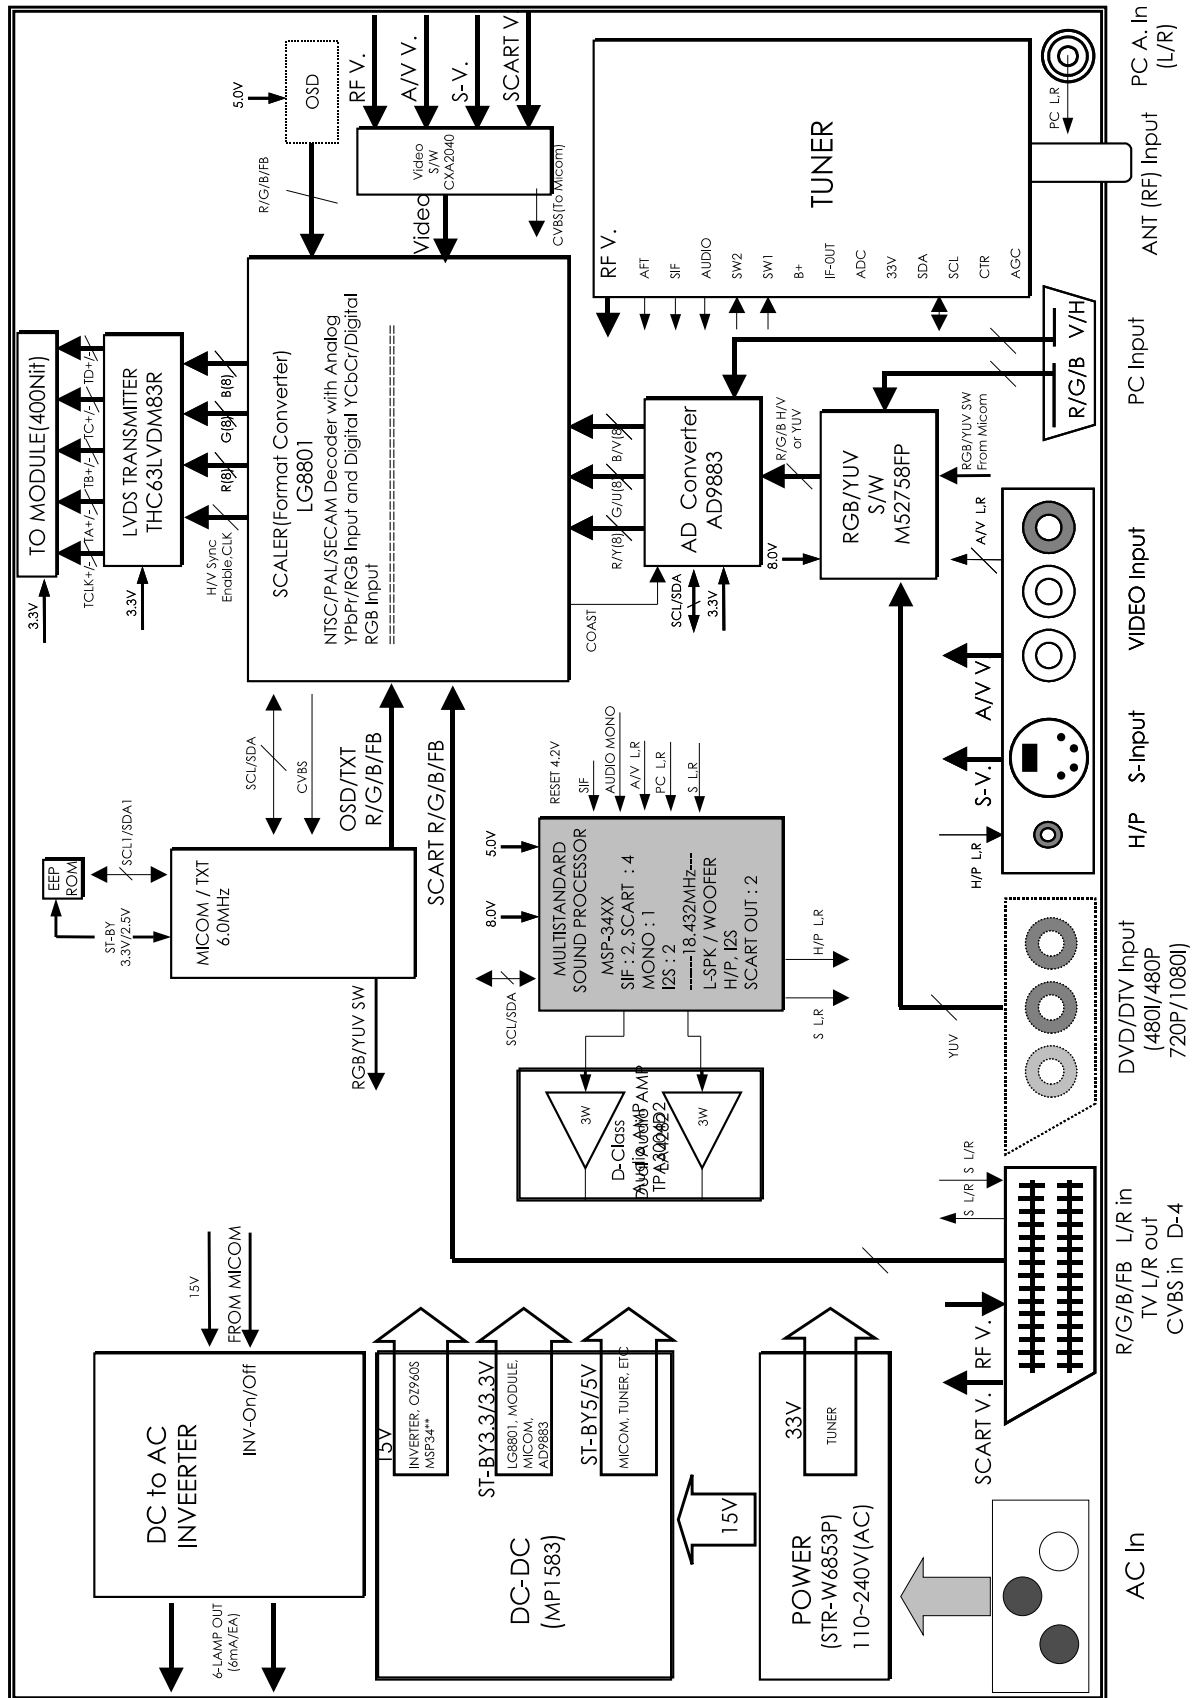 PC A. In
(L/R)
ANT (RF) Input
PC Input
VIDEO Input
S-Input
H/P
DVD/DTV Input
(480I/480P
720P/1080I)
R/G/B/FB L/R in
TV L/R out
CVBS in D-4
AC In
5.0V
OSD
R/G/B/FB
RF V.
A/V V.
S-V.
SCART V.
Video
S/W
CXA2040
Video
CVBS(To Micom)
TUNER
RF V.
AFT
SIF
AUDIO
SW2
SW1
B+
IF-OUT
ADC
33V
SDA
SCL
CTR
AGC
PC L,R
TO MODULE(400Nit)
3.3V
TCLK+/-
TA+/-
TB+/-
TC+/-
TD+/-
LVDS TRANSMITTER
THC63LVDM83R
3.3V
H/V Sync
Enable,CLK
R(8)
G(8)
B(8)
SCALER(Format Converter)
LG8801
NTSC/PAL/SECAM Decoder with Analog
YPbPr/RGB Input and Digital YCbCr/Digital
RGB Input
======================
R/Y(8)
G/U(8)
B/V(8)
COAST
AD Converter
AD9883
SCL/SDA
3.3V
R/G/B H/V
or YUV
RGB/YUV
S/W
M52758FP
8.0V
RGB/YUV SW
From Micom
R/G/B
V/H
A/V L,R
A/V V
S-V.
H/P L,R
SCL/SDA
CVBS
OSD/TXT
R/G/B/FB
SCART R/G/B/FB
EEP
ROM
SCL1/SDA1
ST-BY
3.3V/2.5V
MICOM / TXT
6.0MHz
RGB/YUV SW
RESET 4.2V
SIF
AUDIO MONO
A/V L,R
PC L,R
S L,R
5.0V
8.0V
SCL/SDA
MULTISTANDARD
SOUND PROCESSOR
MSP-34XX
SIF : 2, SCART : 4
MONO : 1
I2S : 2
-----18.432MHz---
L-SPK / WOOFER
H/P, I2S
SCART OUT : 2
H/P L,R
S L,R
3W
3W
D-Class
YUV
S L/R
S L/R
RF V.
SCART V.
15V
FROM MICOM
DC to AC
INVEERTER
INV-On/Off
6-LAMP OUT
(6mA/EA)
15V
INVERTER, OZ960S
MSP34**
ST-BY3.3/3.3V
LG8801, MODULE,
MICOM,
AD9883
ST-BY5/5V
MICOM, TUNER, ETC
DC-DC
(MP1583)
15V
33V
TUNER
POWER
(STR-W6853P)
110~240V(AC)